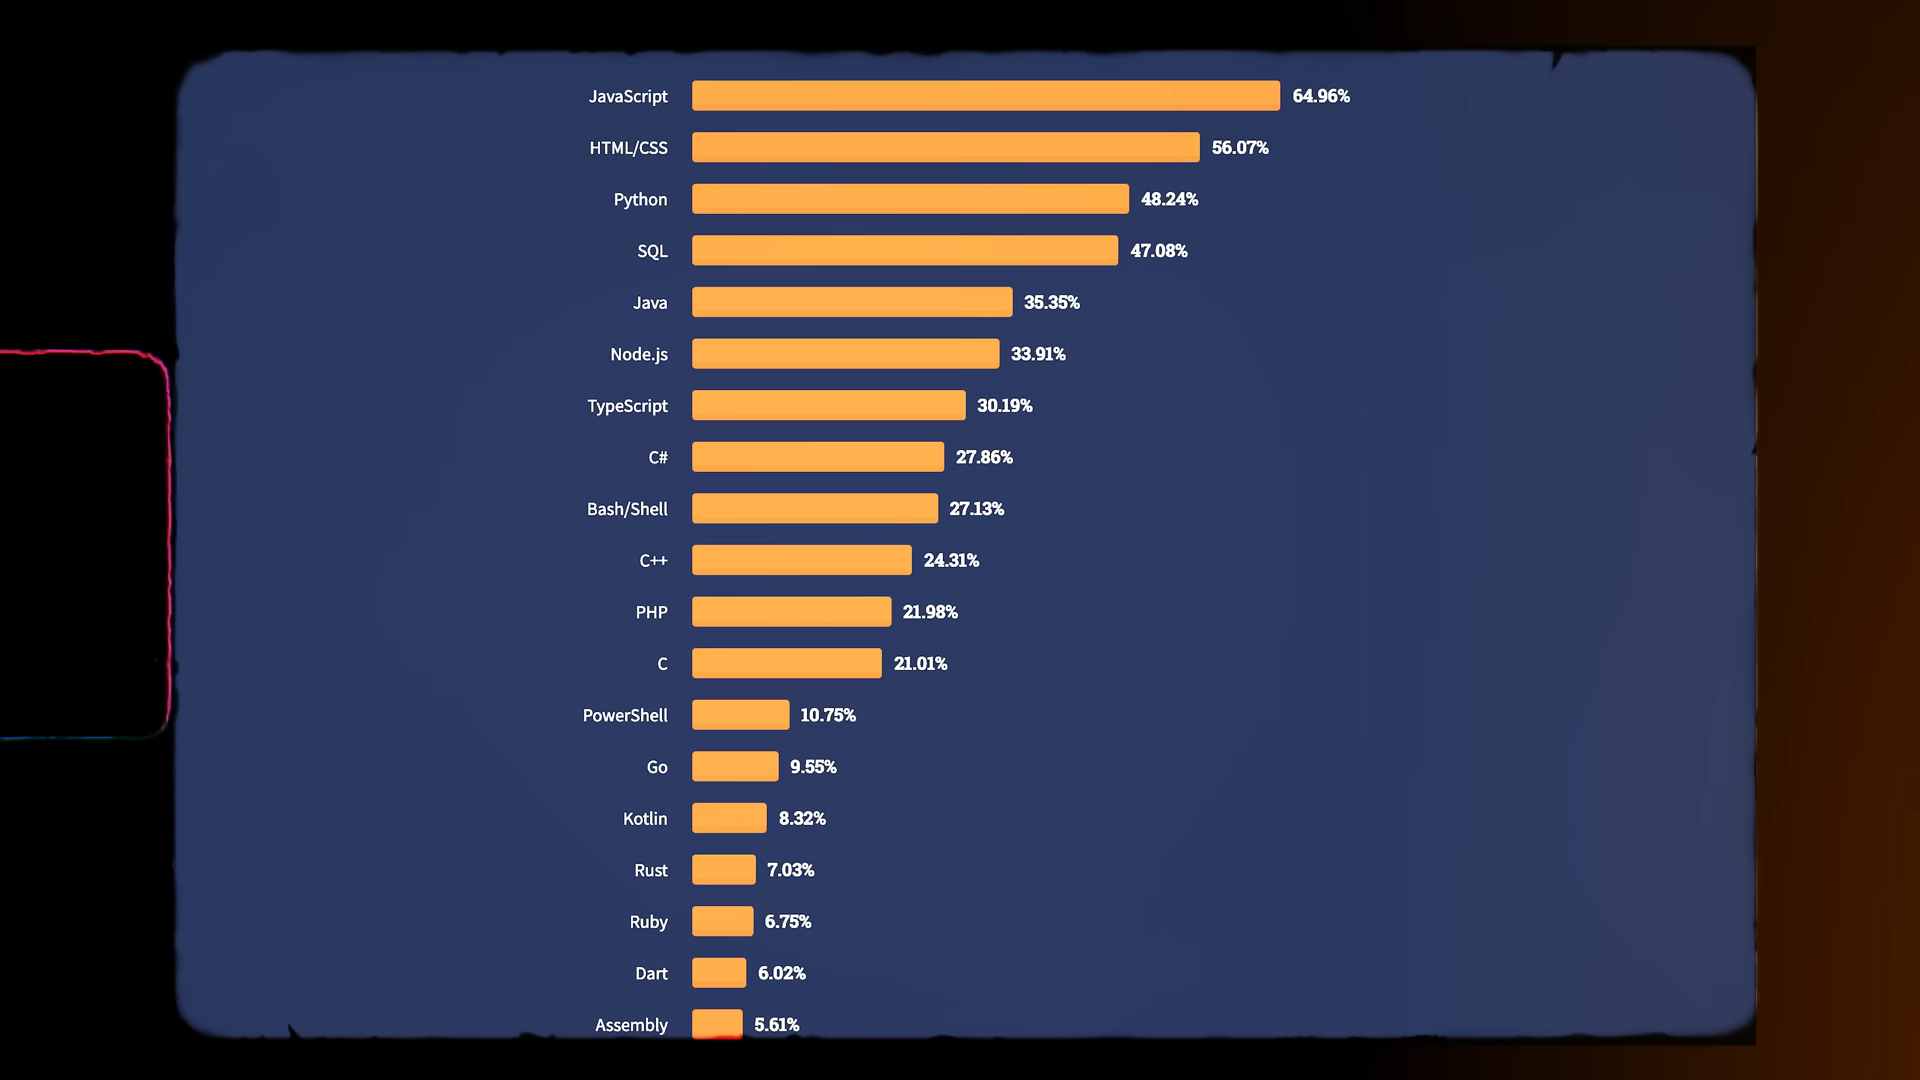 JavaScript 64.96%
HTML/CSS 56.07%
Python 48.24%
SQL 47.08%
Java 35.35%
Node.js 33.91%
TypeScript 30.19%
C# 27.86%
Bash/Shell 27.13%
C++ 24.31%
PHP 21.98%
C 21.01%
PowerShell 10.75%
Go 9.55%
Kotlin 8.32%
Rust 7.03%
Ruby 6.75%
Dart 6.02%
Assembly 5.61%